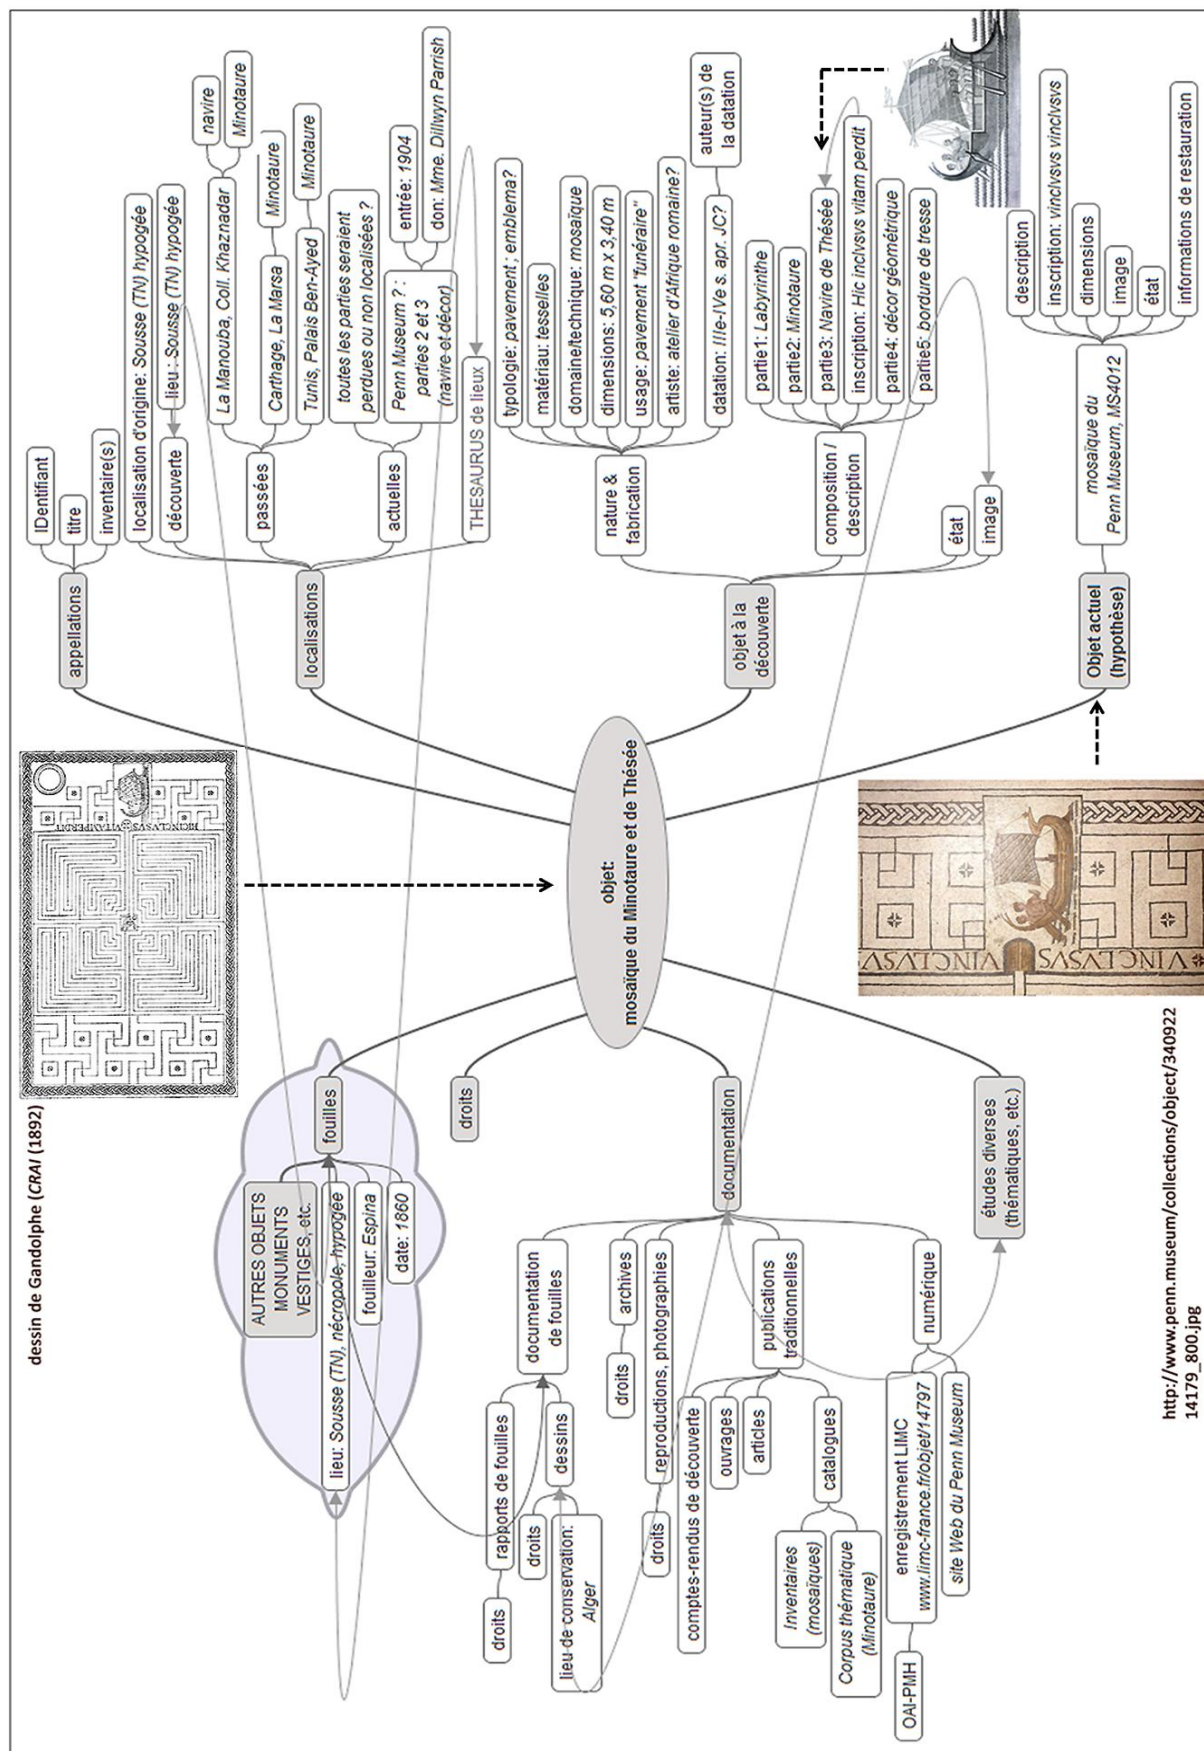 dessin de Gandolphe (CRAI (1892)
HICINCLVSVS VITAMPERDIT
objet:
mosaïque du Minotaure et de Thésée
appellations
IDentifiant
titre
inventaire(s)
localisations
localisation d'origine: Sousse (TN) hypogée
découverte
lieu : Sousse (TN) hypogée
passées
La Manouba, Coll. Khaznadar
navire
Minotaure
Carthage, La Marsa
Minotaure
Tunis, Palais Ben-Ayed
Minotaure
actuelles
toutes les parties seraient
perdues ou non localisées ?
Penn Museum ? :
parties 2 et 3
(navire et décor)
entrée: 1904
don: Mme. Dillwyn Parrish
THESAURUS de lieux
objet à la
découverte
nature &
fabrication
typologie: pavement ; emblema?
matériau: tesselles
domaine/technique: mosaïque
dimensions: 5,60 m x 3,40 m
usage: pavement "funéraire"
artiste: atelier d'Afrique romaine?
datation: IIIe-IVe s. apr. JC?
auteur(s) de
la datation
composition /
description
partie1: Labyrinthe
partie2: Minotaure
partie3: Navire de Thésée
inscription: Hic inclvsvs vitam perdit
partie4: décor géométrique
partie5: bordure de tresse
état
image
Objet actuel
(hypothèse)
mosaïque du
Penn Museum, MS4012
description
inscription: vinclvsvs vinclvsvs
dimensions
image
état
informations de restauration
fouilles
AUTRES OBJETS
MONUMENTS
VESTIGES, etc.
lieu: Sousse (TN), nécropole, hypogée
fouilleur: Espina
date: 1860
droits
documentation
documentation
de fouilles
rapports de fouilles
droits
dessins
droits
lieu de conservation:
Alger
archives
droits
reproductions, photographies
droits
publications
traditionnelles
comptes-rendus de découverte
ouvrages
articles
catalogues
Inventaires
(mosaïques)
Corpus thématique
(Minotaure)
numérique
enregistrement LIMC
www.limc-france.fr/objet/14797
OAI-PMH
site Web du Penn Museum
études diverses
(thématiques, etc.)
VINCLVSVS VINCLVSV
http://www.penn.museum/collections/object/340922
14179_800.jpg